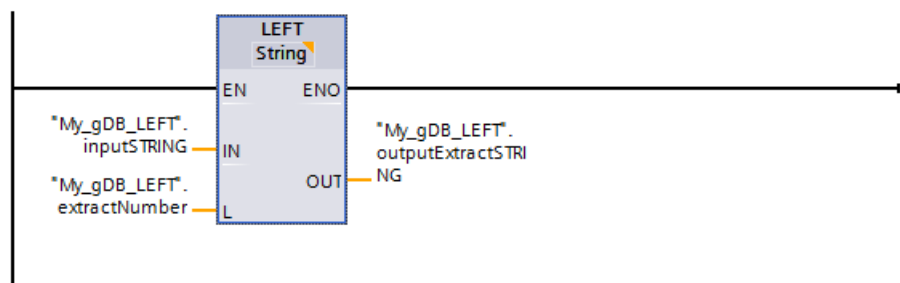 LEFT
String
EN ENO
"My_gDB_LEFT".
inputSTRING
IN
"My_gDB_LEFT".
outputExtractSTRI
NG
OUT
"My_gDB_LEFT".
extractNumber
L